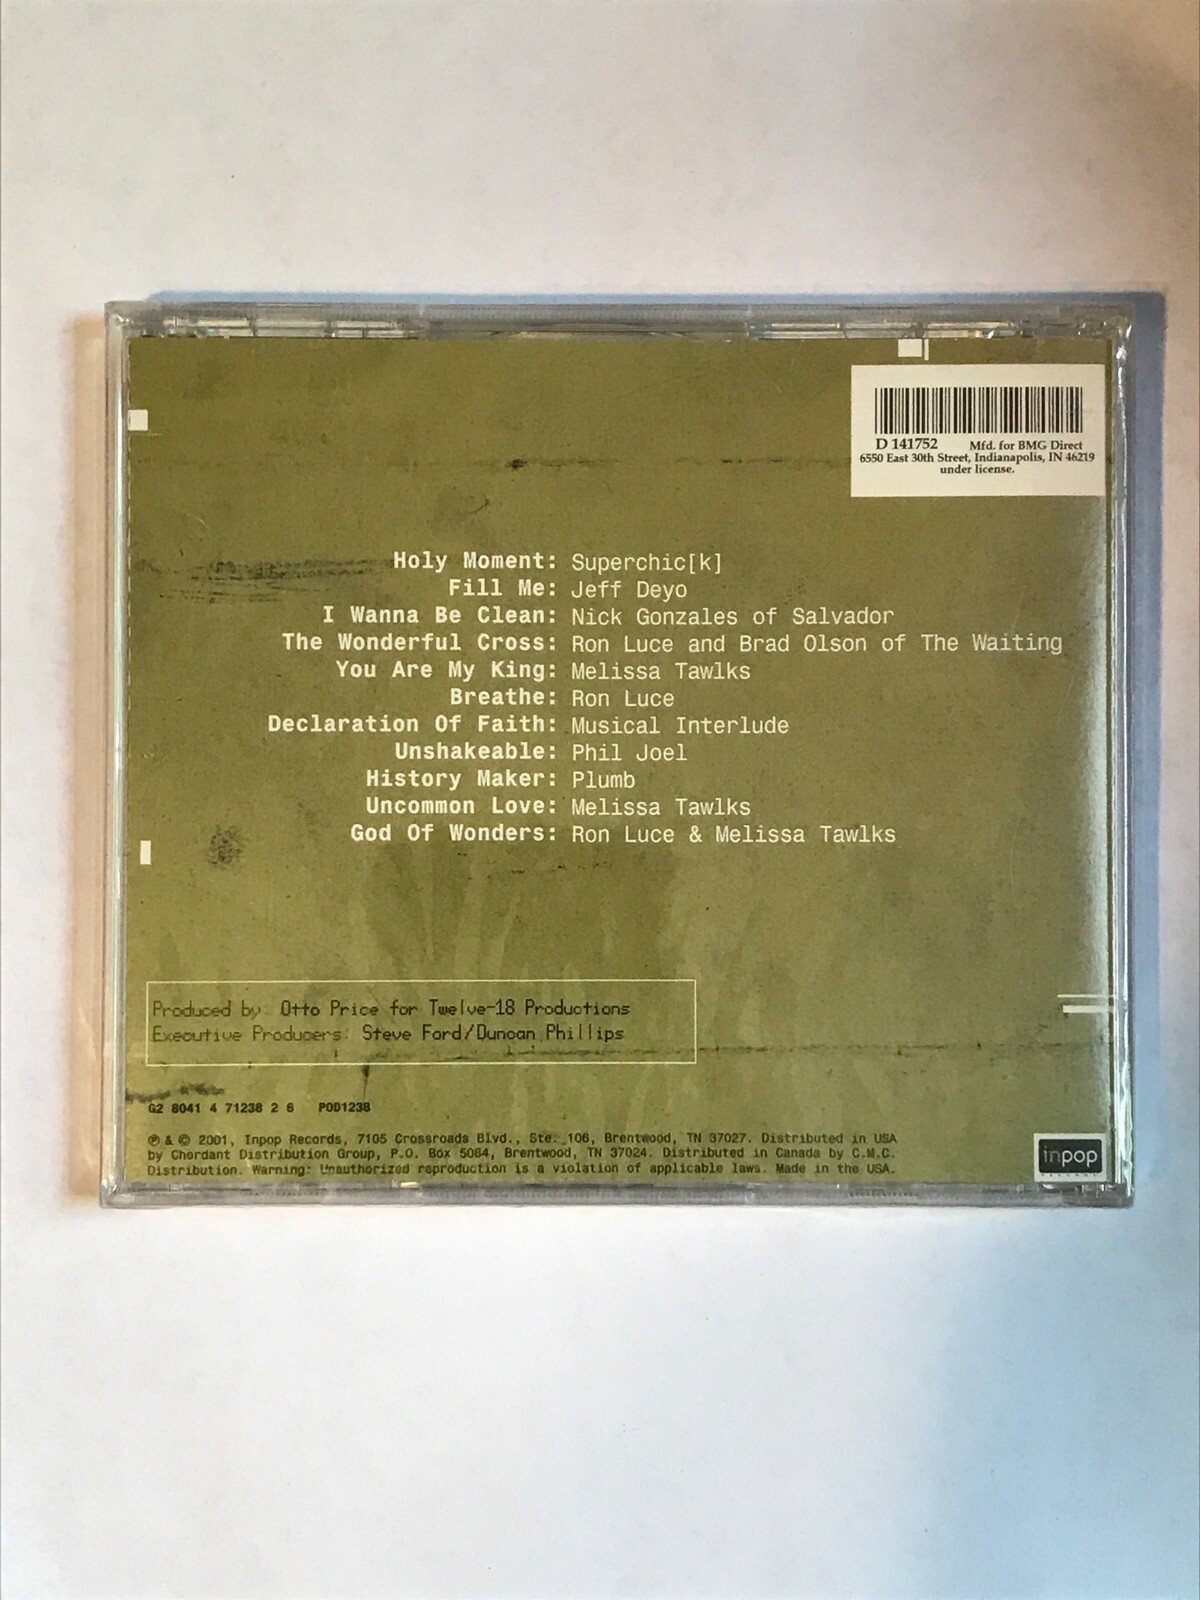 D 141752 Mfd. for BMG Direct
6550 East 30th Street, Indianapolis, IN 46219
under license.
Holy Moment: Superchic[k]
Fill Me: Jeff Deyo
I Wanna Be Clean: Nick Gonzales of Salvador
The Wonderful Cross: Ron Luce and Brad Olson of The Waiting
You Are My King: Melissa Tawlks
Breathe: Ron Luce
Declaration Of Faith: Musical Interlude
Unshakeable: Phil Joel
History Maker: Plumb
Uncommon Love: Melissa Tawlks
God Of Wonders: Ron Luce & Melissa Tawlks
Produced by: Otto Price for Twelve-18 Productions
Executive Producers: Steve Ford/Duncan Phillips
G2 8041 4 71238 2 6 POD1238
℗ & © 2001, Inpop Records, 7105 Crossroads Blvd., Ste. 106, Brentwood, TN 37027. Distributed in USA
by Chordant Distribution Group, P.O. Box 5084, Brentwood, TN 37024. Distributed in Canada by C.M.C.
Distribution. Warning: Unauthorized reproduction is a violation of applicable laws. Made in the USA.
inpop